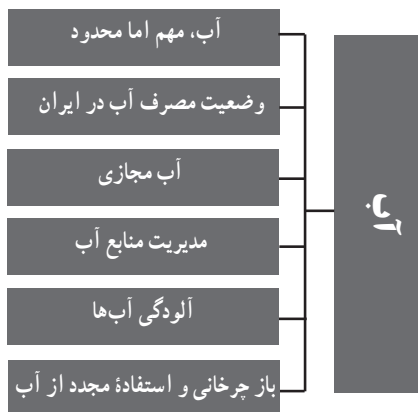 آب
آب، مهم اما محدود
وضعیت مصرف آب در ایران
آب مجازی
مدیریت منابع آب
آلودگی آب‌ها
باز چرخانی و استفادهٔ مجدد از آب